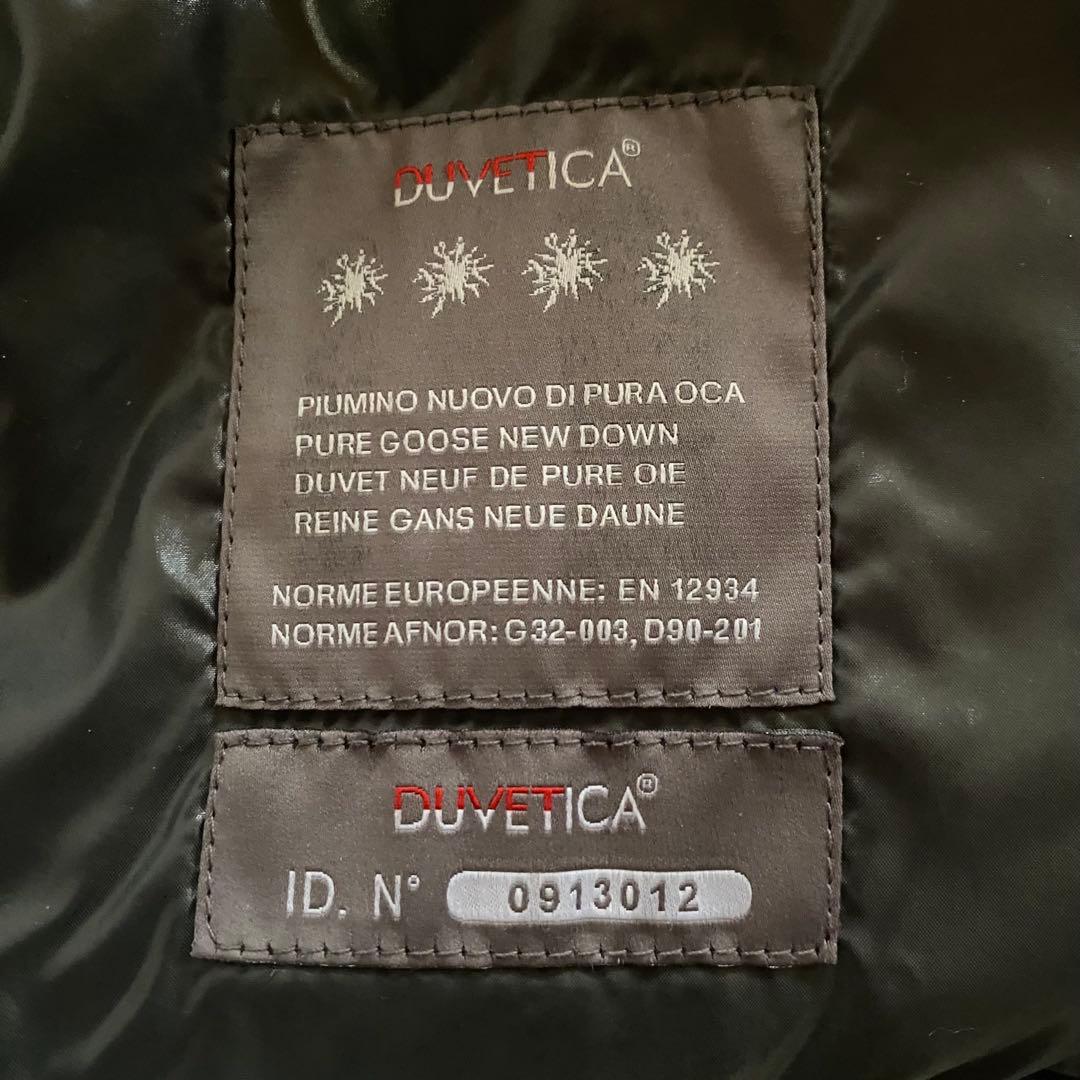 DUVETICA®
PIUMINO NUOVO DI PURA OCA
PURE GOOSE NEW DOWN
DUVET NEUF DE PURE OIE
REINE GANS NEUE DAUNE
NORME EUROPEENNE: EN 12934
NORME AFNOR: G32-003, D90-201
DUVETICA®
ID. N° 0913012